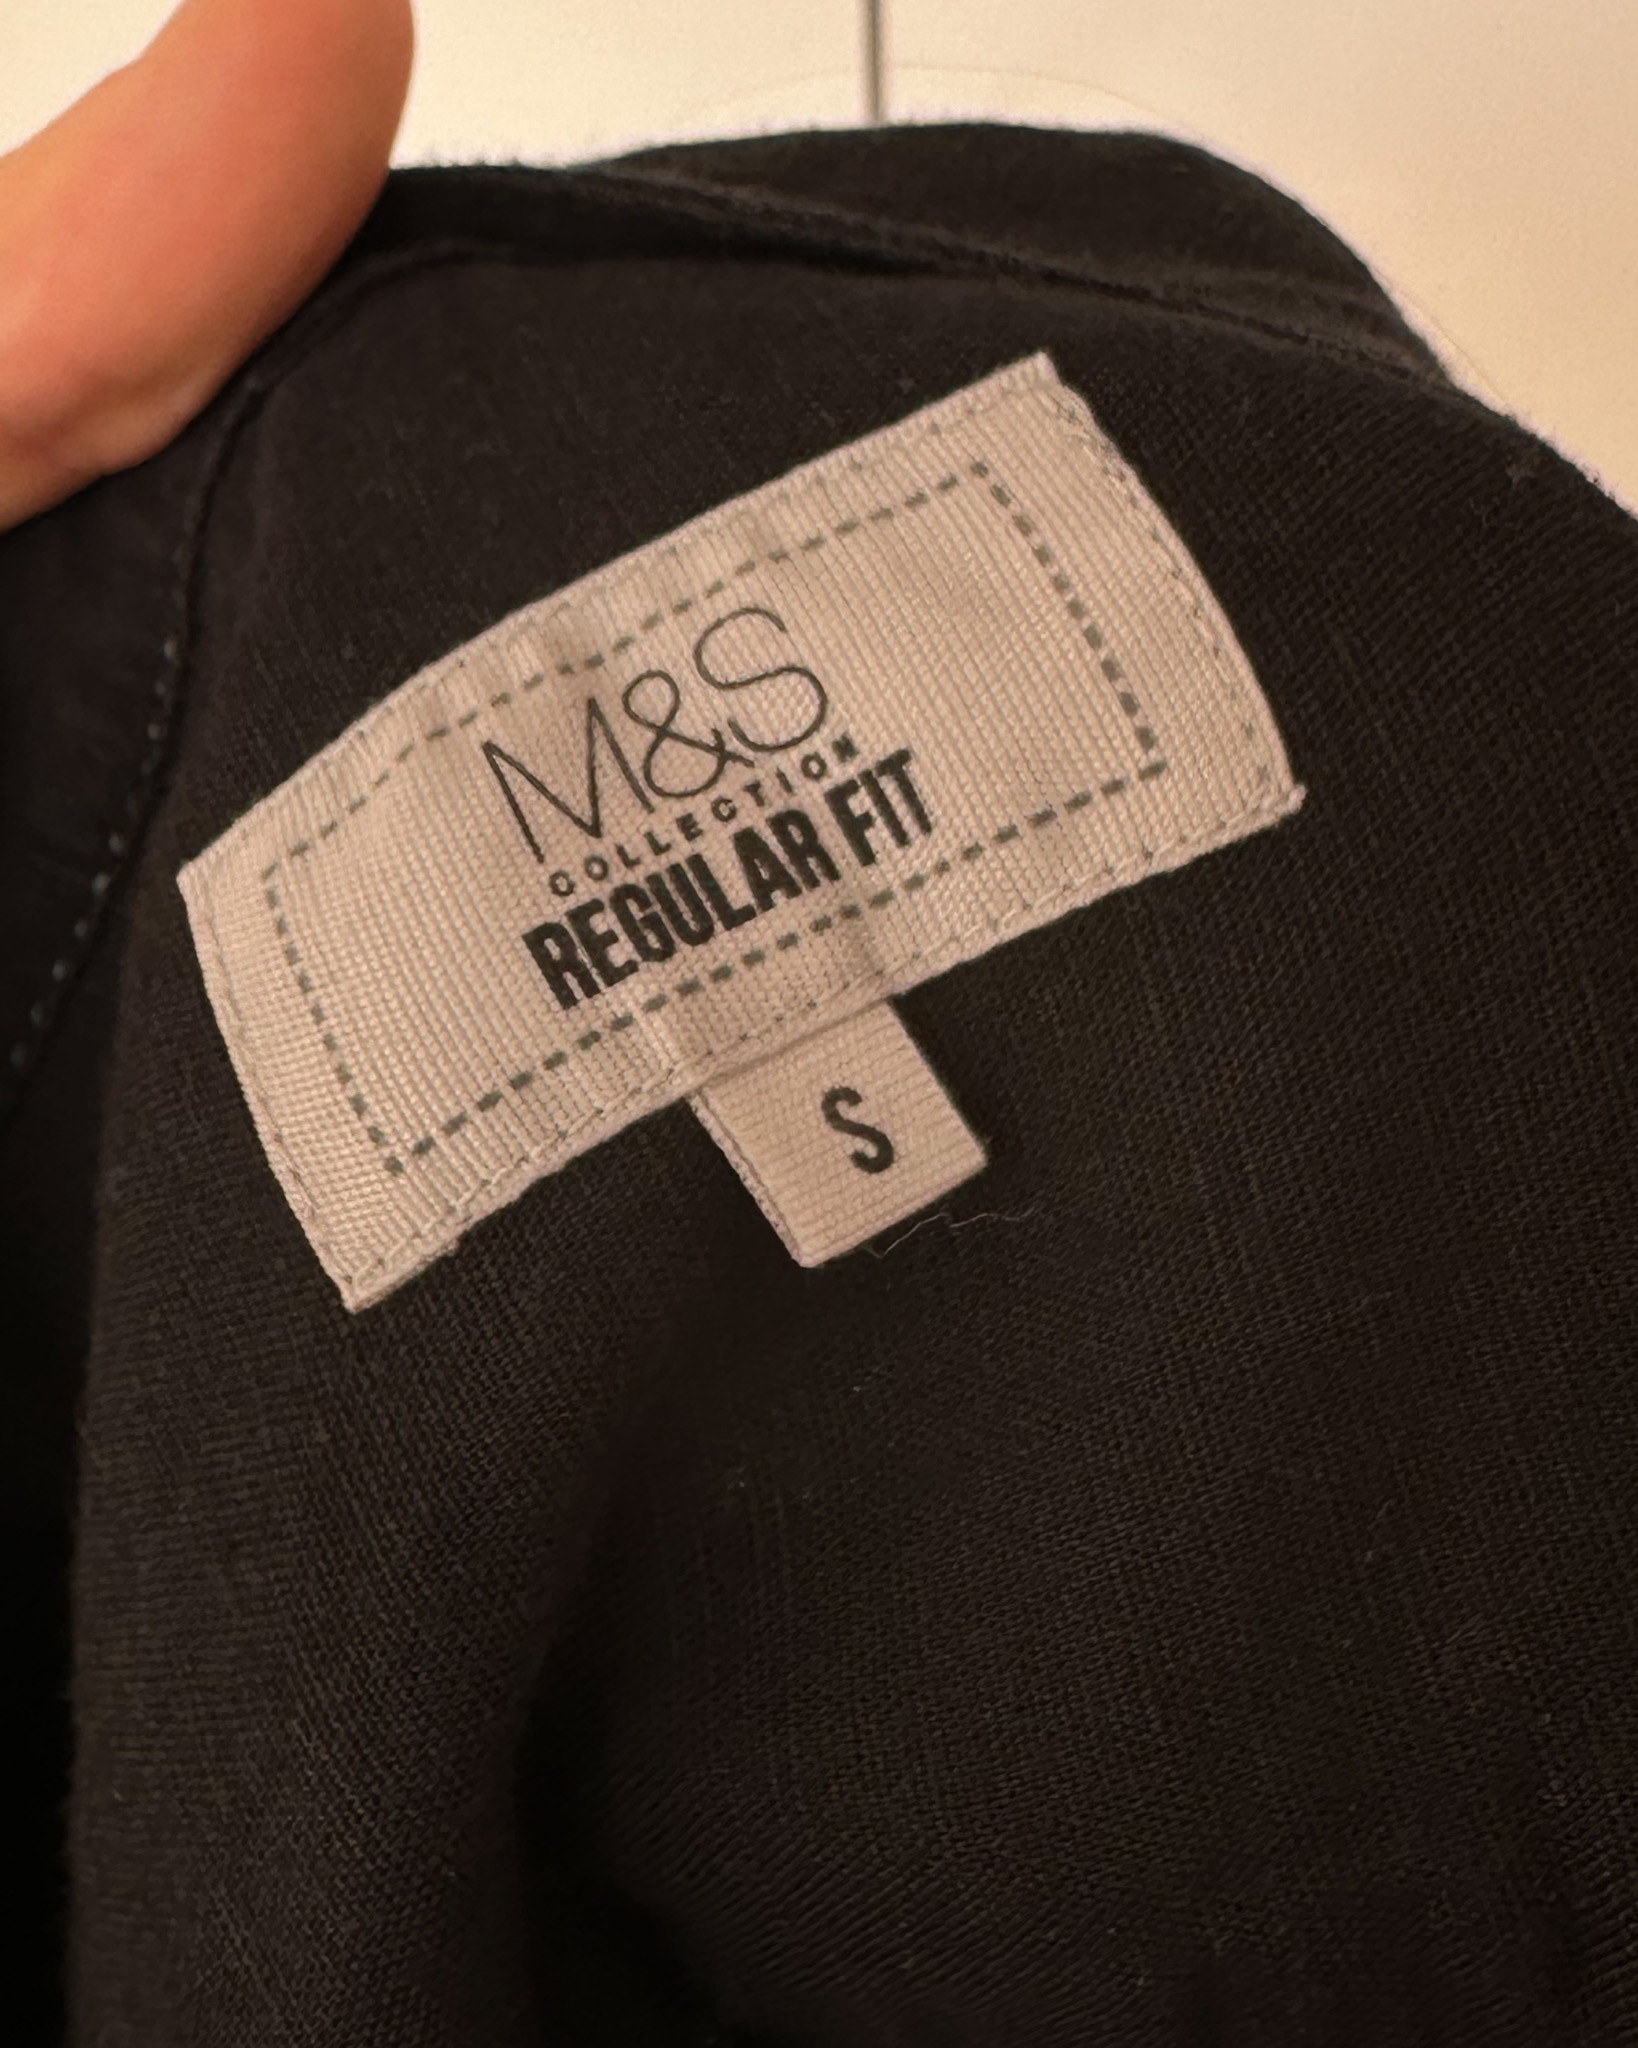 M&S
COLLECTION
REGULAR FIT
S